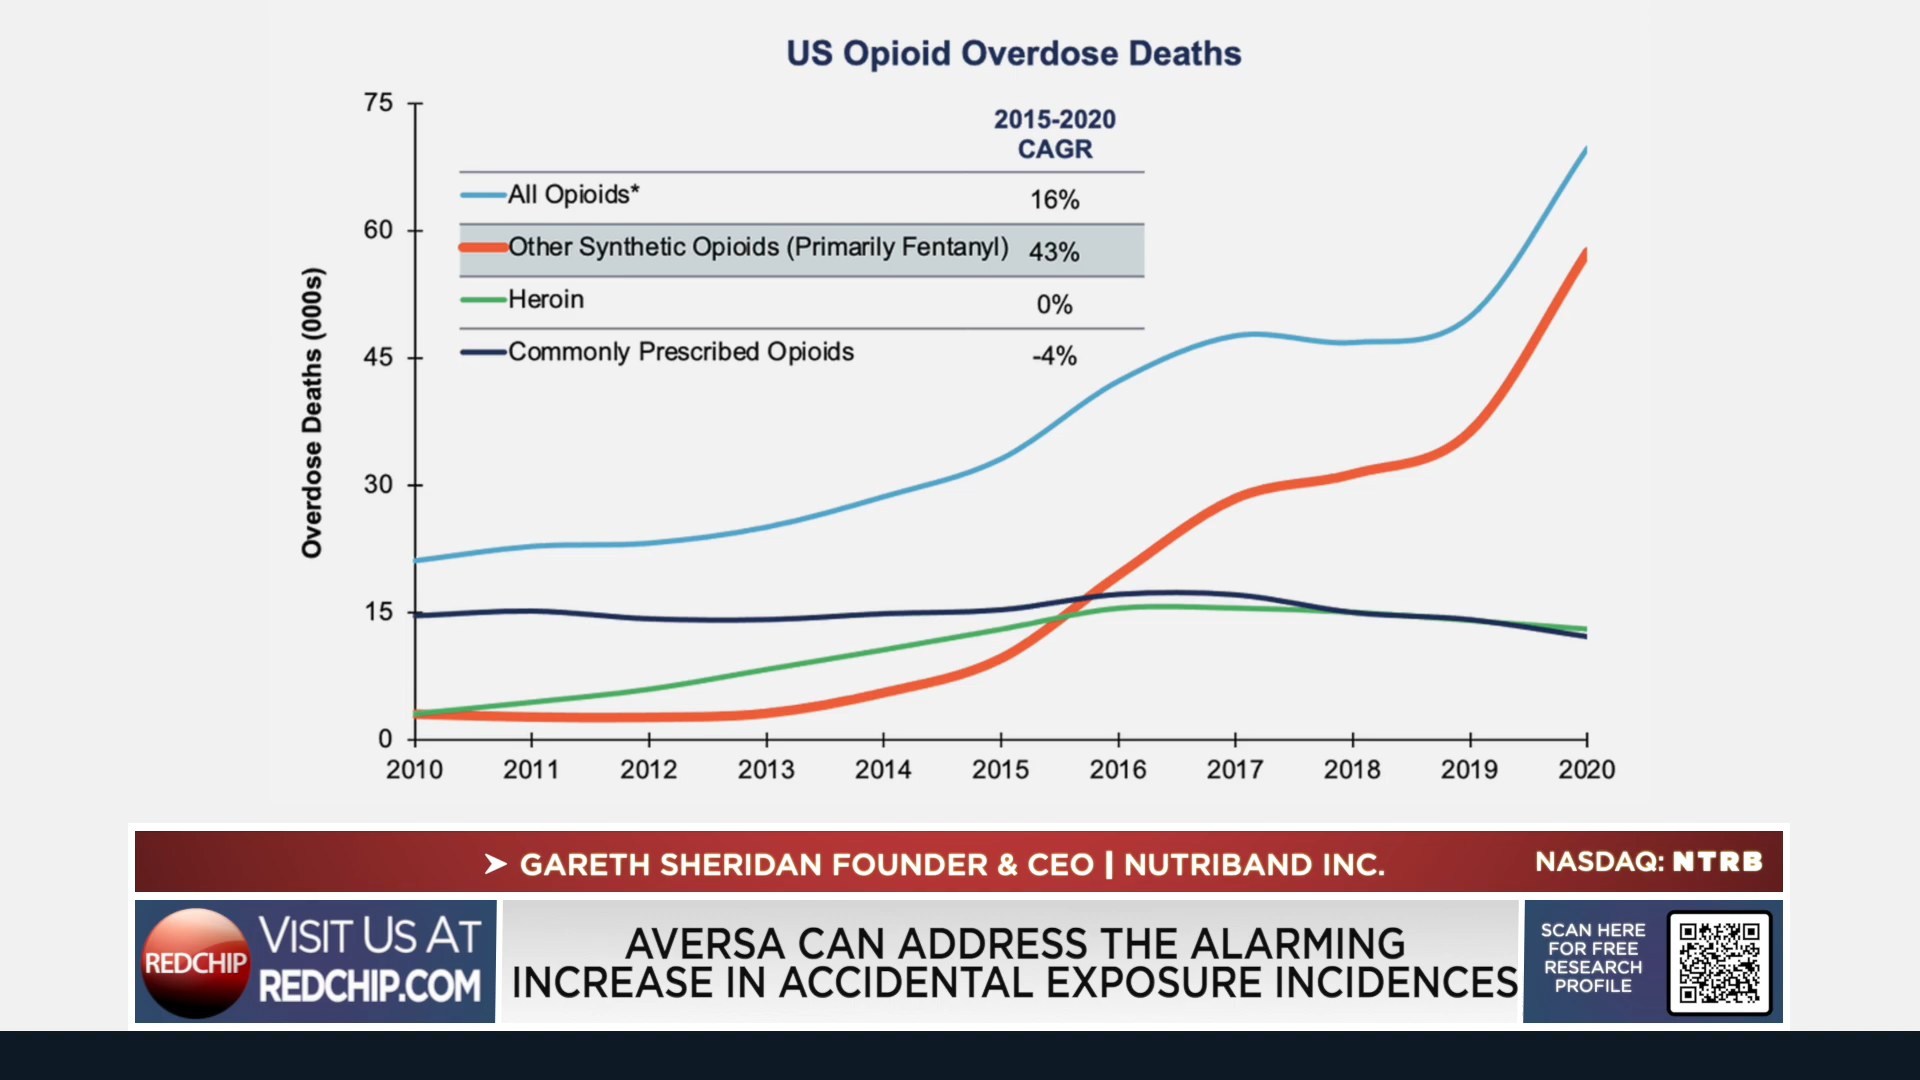 US Opioid Overdose Deaths
2015-2020
CAGR
All Opioids* 16%
Other Synthetic Opioids (Primarily Fentanyl) 43%
Heroin 0%
Commonly Prescribed Opioids -4%
Overdose Deaths (000s)
75
60
45
30
15
0
2010 2011 2012 2013 2014 2015 2016 2017 2018 2019 2020
➤ GARETH SHERIDAN FOUNDER & CEO | NUTRIBAND INC.
NASDAQ: NTRB
REDCHIP
VISIT US AT
REDCHIP.COM
AVERSA CAN ADDRESS THE ALARMING
INCREASE IN ACCIDENTAL EXPOSURE INCIDENCES
SCAN HERE
FOR FREE
RESEARCH
PROFILE